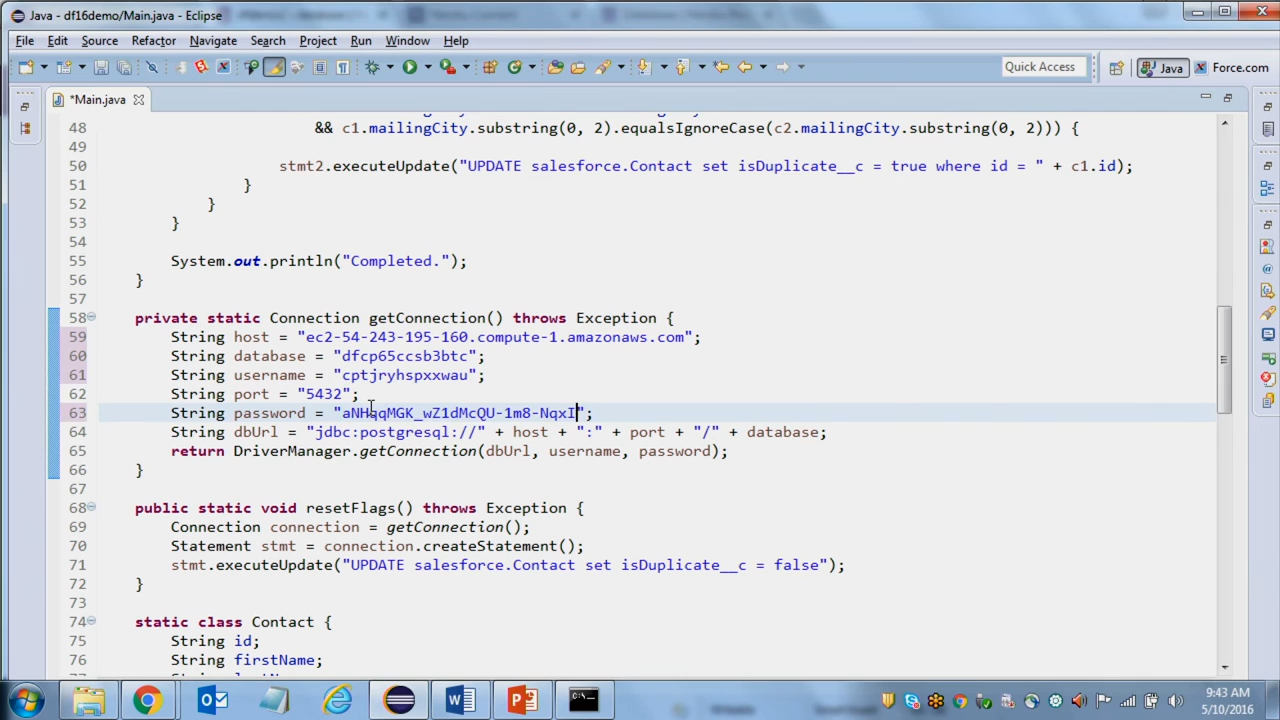 Java - df16demo/Main.java - Eclipse
File Edit Source Refactor Navigate Search Project Run Window Help
Quick Access
Java
Force.com
*Main.java
48 && c1.mailingCity.substring(0, 2).equalsIgnoreCase(c2.mailingCity.substring(0, 2))) {
49
50 stmt2.executeUpdate("UPDATE salesforce.Contact set isDuplicate__c = true where id = " + c1.id);
51 }
52 }
53 }
54
55 System.out.println("Completed.");
56 }
57
58 private static Connection getConnection() throws Exception {
59 String host = "ec2-54-243-195-160.compute-1.amazonaws.com";
60 String database = "dfcp65ccsb3btc";
61 String username = "cptjryhspxxwau";
62 String port = "5432";
63 String password = "aNHqqMGK_wZ1dMcQU-1m8-NqxI";
64 String dbUrl = "jdbc:postgresql://" + host + ":" + port + "/" + database;
65 return DriverManager.getConnection(dbUrl, username, password);
66 }
67
68 public static void resetFlags() throws Exception {
69 Connection connection = getConnection();
70 Statement stmt = connection.createStatement();
71 stmt.executeUpdate("UPDATE salesforce.Contact set isDuplicate__c = false");
72 }
73
74 static class Contact {
75 String id;
76 String firstName;
9:43 AM
5/10/2016